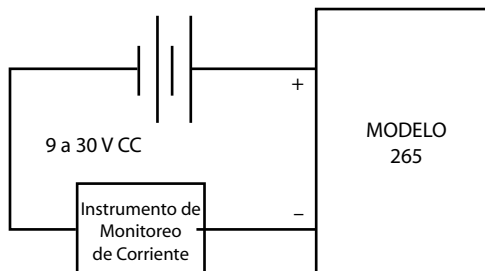 +
MODELO
265
9 a 30 V CC
Instrumento de
Monitoreo
de Corriente
–